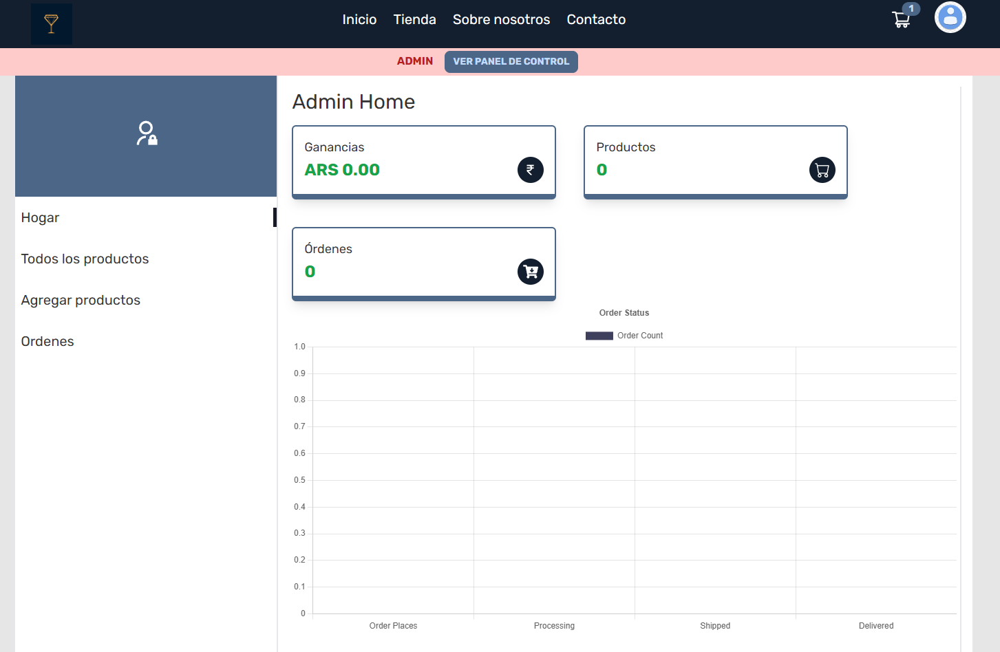 Inicio Tienda Sobre nosotros Contacto 1
ADMIN VER PANEL DE CONTROL
Admin Home
Ganancias
ARS 0.00
₹
Productos
0
Órdenes
0
Hogar
Todos los productos
Agregar productos
Ordenes
Order Status
Order Count
1.0
0.9
0.8
0.7
0.6
0.5
0.4
0.3
0.2
0.1
0
Order Places Processing Shipped Delivered